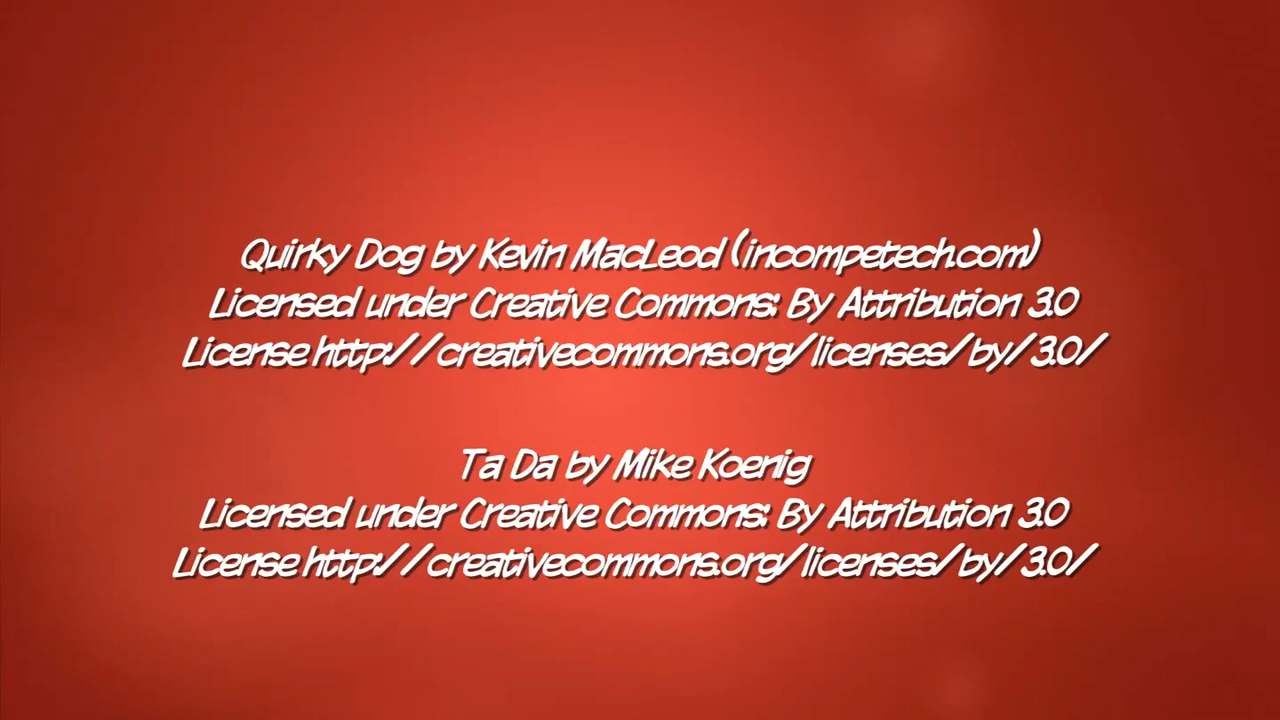 Quirky Dog by Kevin MacLeod (incompetech.com)
Licensed under Creative Commons: By Attribution 3.0
License http://creativecommons.org/licenses/by/3.0/
Ta Da by Mike Koenig
Licensed under Creative Commons: By Attribution 3.0
License http://creativecommons.org/licenses/by/3.0/